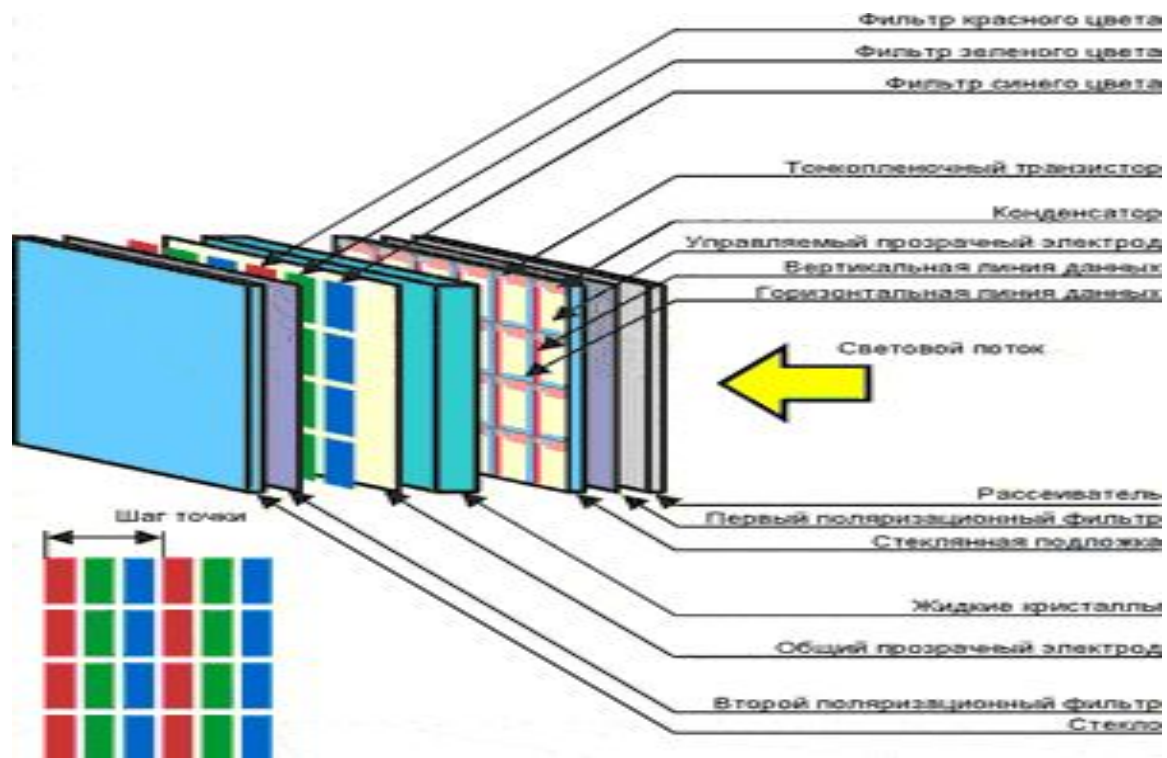 Фильтр красного цвета
Фильтр зеленого цвета
Фильтр синего цвета
Тонкопленочный транзистор
Конденсатор
Управляемый прозрачный электрод
Вертикальная линия данных
Горизонтальная линия данных
Световой поток
Рассеиватель
Первый поляризационный фильтр
Стеклянная подложка
Шаг точки
Жидкие кристаллы
Общий прозрачный электрод
Второй поляризационный фильтр
Стекло